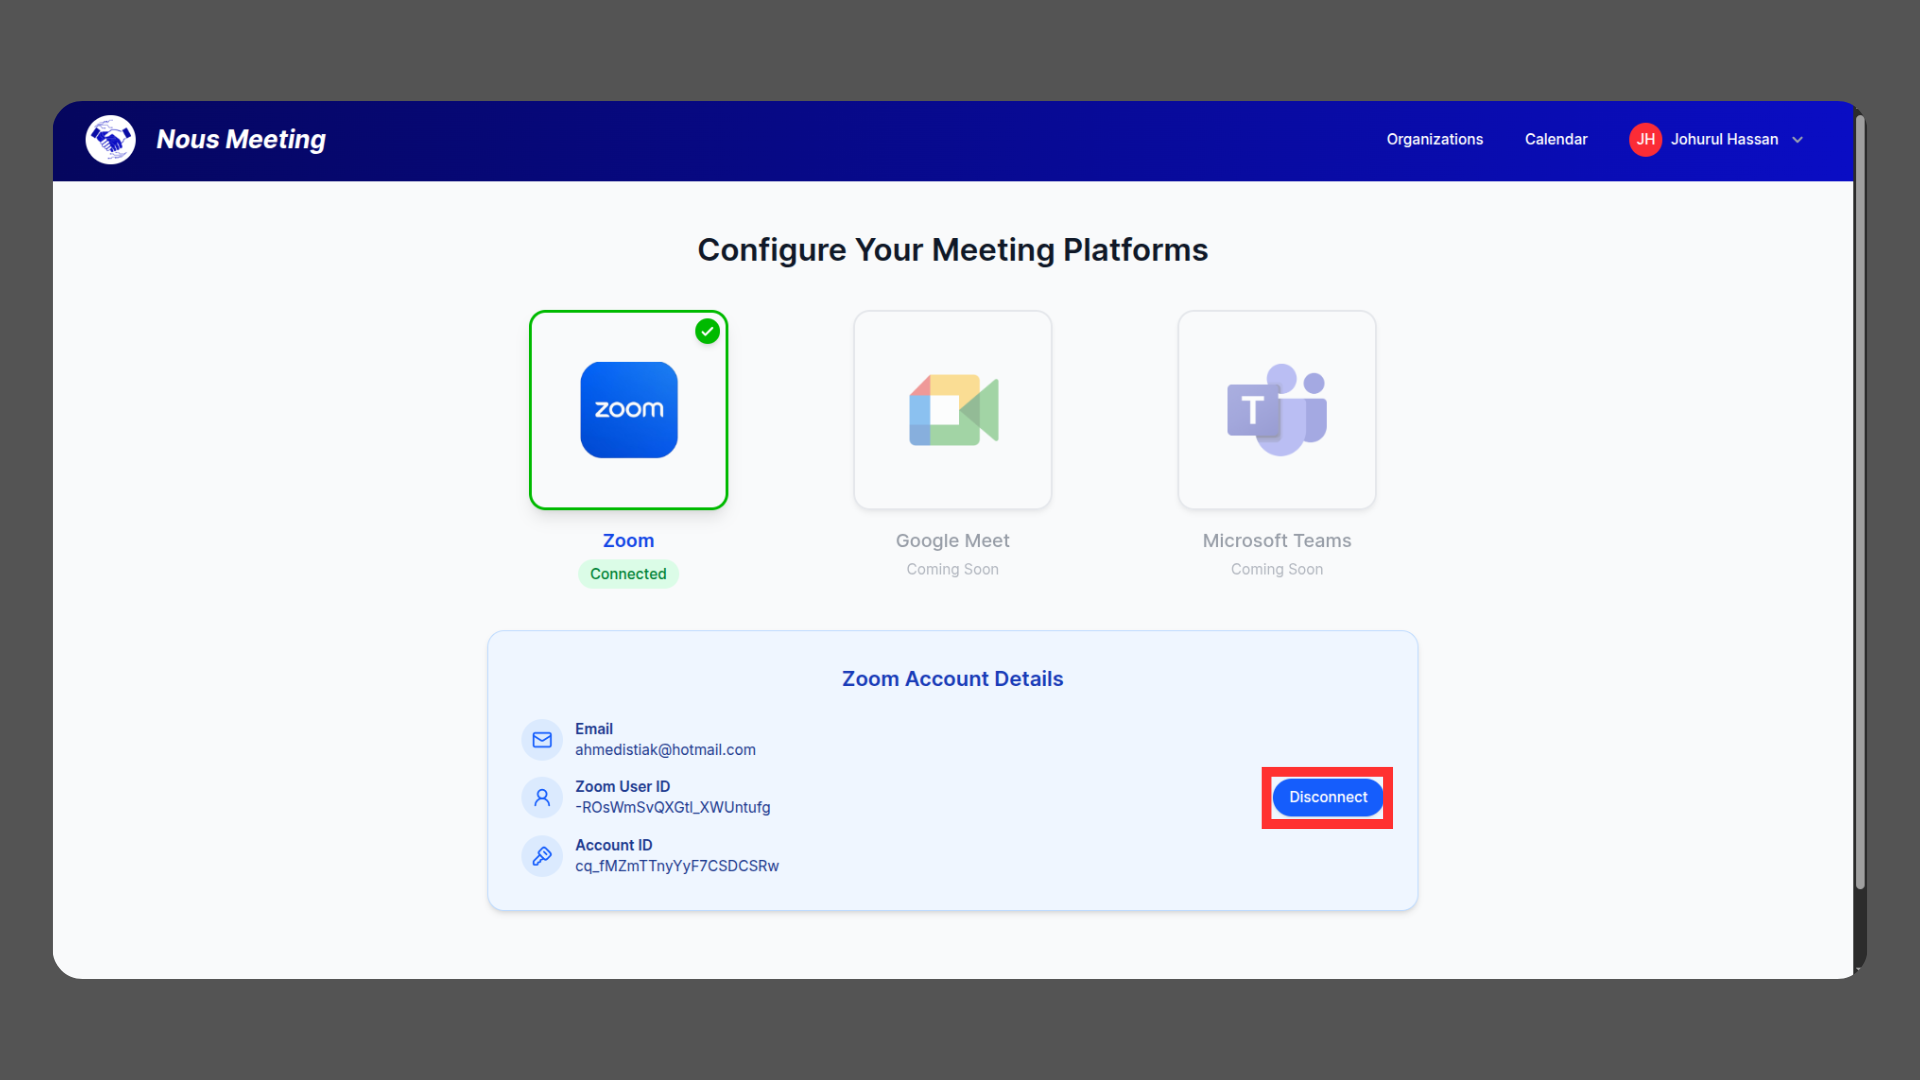 Nous Meeting
Organizations
Calendar
JH
Johurul Hassan
Configure Your Meeting Platforms
zoom
T
Zoom
Google Meet
Microsoft Teams
Connected
Coming Soon
Coming Soon
Zoom Account Details
Email
ahmedistiak@hotmail.com
Zoom User ID
-ROsWmSvQXGtI_XWUntufg
Disconnect
Account ID
cq_fMZmTTnyYyF7CSDCSRw